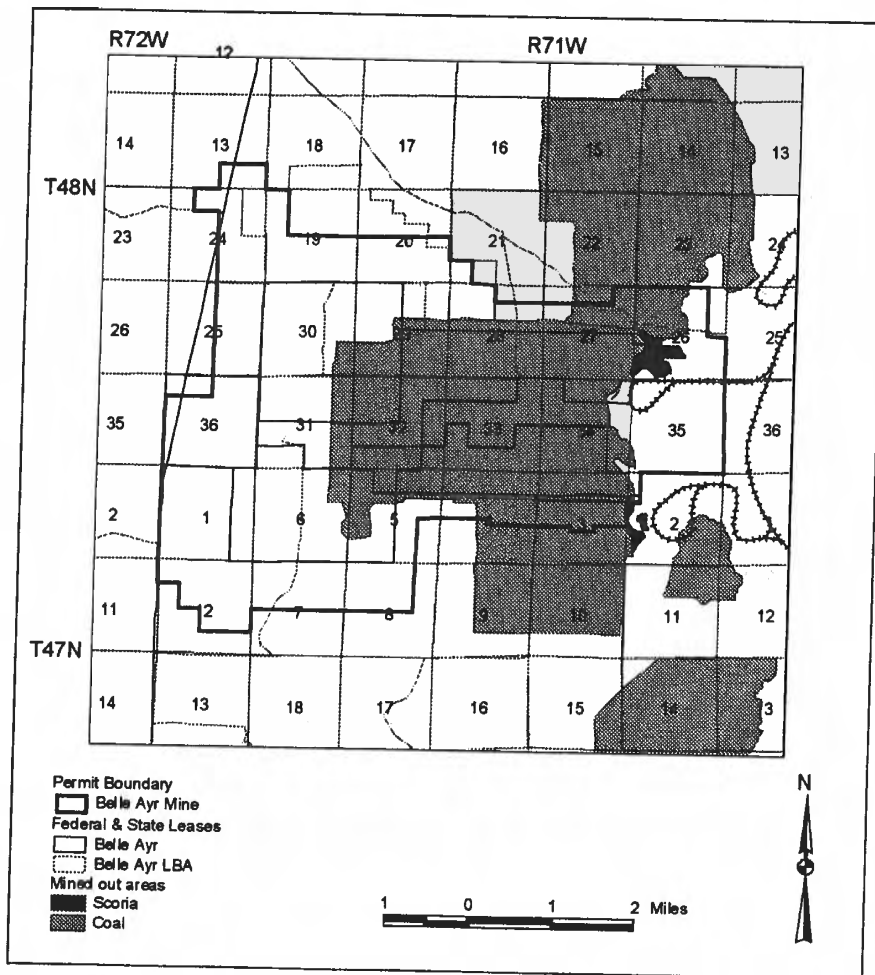 R72W R71W
12
14 13 18 17 16 15 14 13
T48N
23 24 19 20 21 22 23 24
26 25 30 28 27 26 25
35 36 31 32 33 34 35 36
2 1 6 5 3 2
11 2 7 8 9 10 11 12
T47N
14 13 18 17 16 15 14 3
Permit Boundary
Belle Ayr Mine
Federal & State Leases
Belle Ayr
Belle Ayr LBA
Mined out areas
Scoria
Coal
N
1 0 1 2 Miles